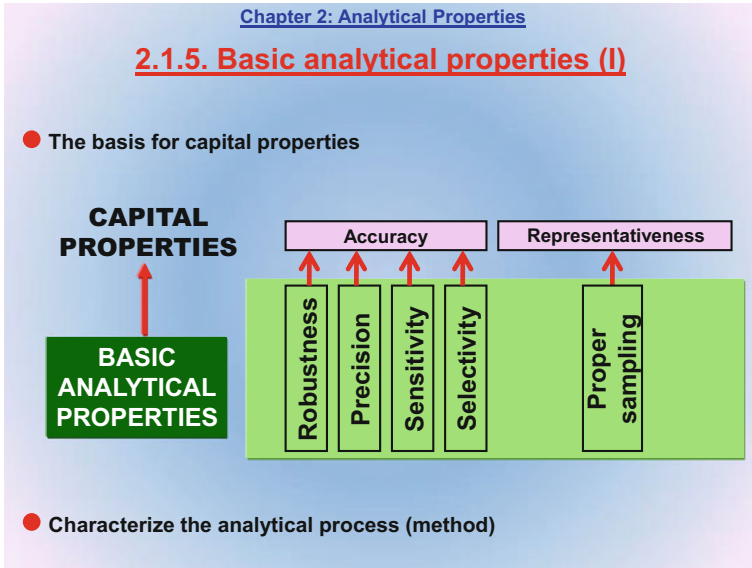 Chapter 2: Analytical Properties
2.1.5. Basic analytical properties (I)
The basis for capital properties
CAPITAL
PROPERTIES
Accuracy
Representativeness
BASIC
ANALYTICAL
PROPERTIES
Robustness
Precision
Sensitivity
Selectivity
Proper
sampling
Characterize the analytical process (method)